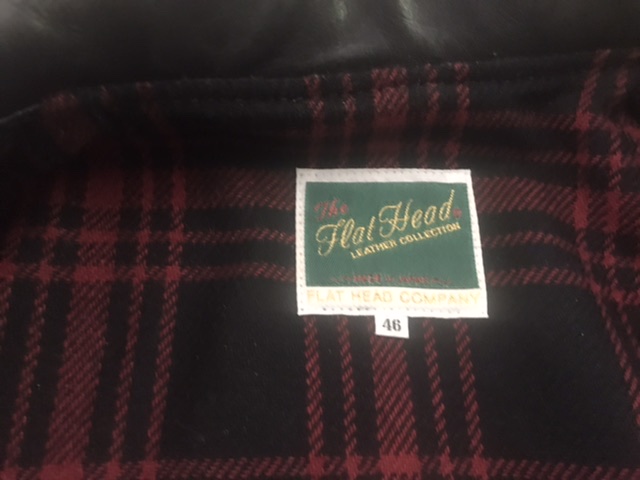 The
Flat Head
LEATHER COLLECTION
FLAT HEAD COMPANY
46